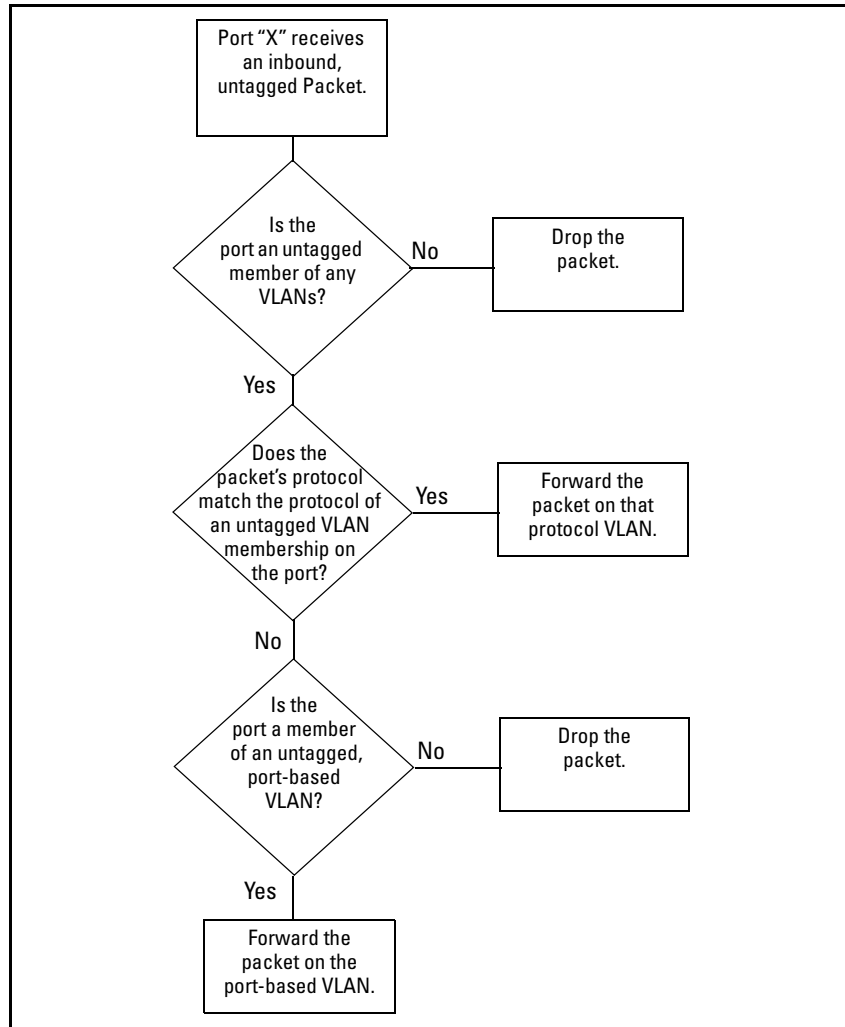 Port “X” receives
an inbound,
untagged Packet.
Is the
port an untagged
member of any
VLANs?
No
Drop the
packet.
Yes
Does the
packet’s protocol
match the protocol of
an untagged VLAN
membership on
the port?
Yes
Forward the
packet on that
protocol VLAN.
No
Is the
port a member
of an untagged,
port-based
VLAN?
No
Drop the
packet.
Yes
Forward the
packet on the
port-based VLAN.